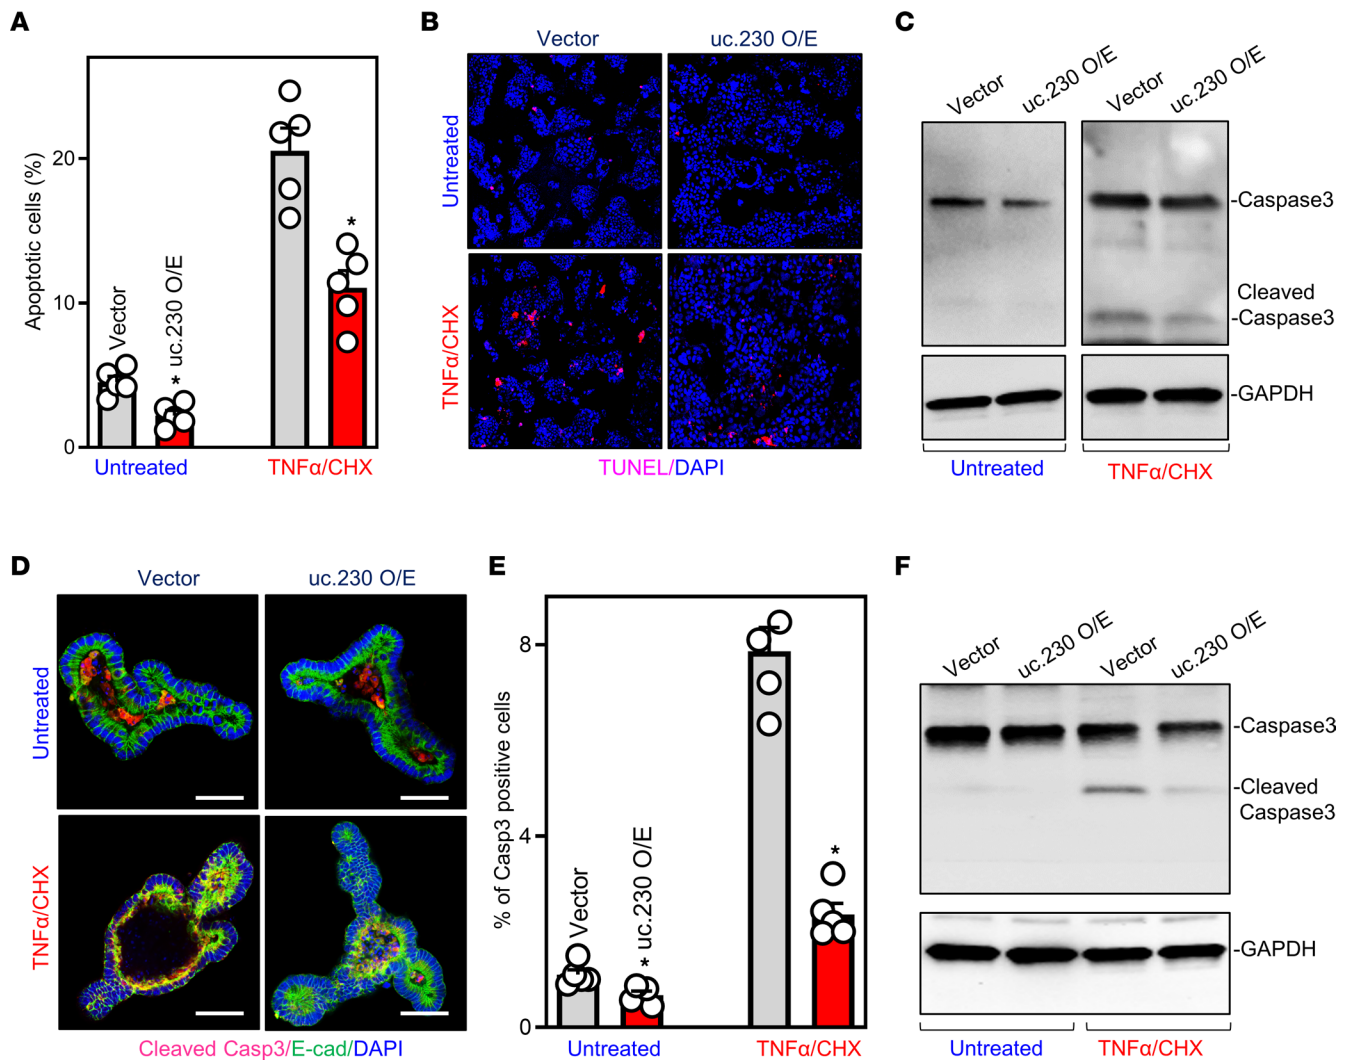 A
Apoptotic cells (%)
20
10
0
Vector
* uc.230 O/E
*
Untreated
TNFα/CHX
B
Vector
uc.230 O/E
Untreated
TNFα/CHX
TUNEL/DAPI
C
Vector
uc.230 O/E
Vector
uc.230 O/E
-Caspase3
Cleaved
-Caspase3
-GAPDH
Untreated
TNFα/CHX
D
Vector
uc.230 O/E
Untreated
TNFα/CHX
Cleaved Casp3/E-cad/DAPI
E
% of Casp3 positive cells
8
4
0
Vector
* uc.230 O/E
*
Untreated
TNFα/CHX
F
Vector
uc.230 O/E
Vector
uc.230 O/E
-Caspase3
-Cleaved
Caspase3
-GAPDH
Untreated
TNFα/CHX